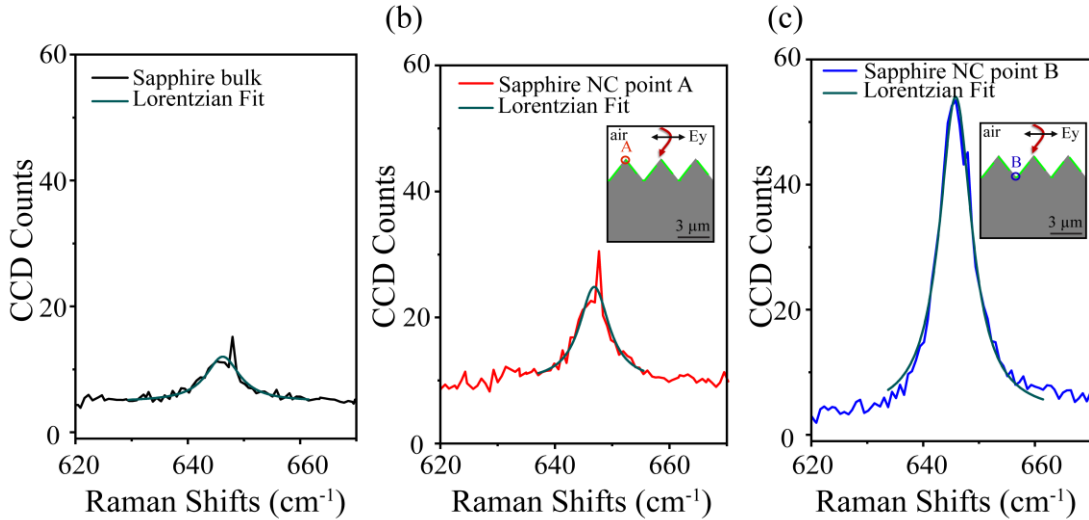 (b)
(c)
60
40
20
0
620
640
660
CCD Counts
Raman Shifts (cm⁻¹)
Sapphire bulk
Lorentzian Fit
60
40
20
0
620
640
660
CCD Counts
Raman Shifts (cm⁻¹)
Sapphire NC point A
Lorentzian Fit
air
Ey
A
3 µm
60
40
20
0
620
640
660
CCD Counts
Raman Shifts (cm⁻¹)
Sapphire NC point B
Lorentzian Fit
air
Ey
B
3 µm